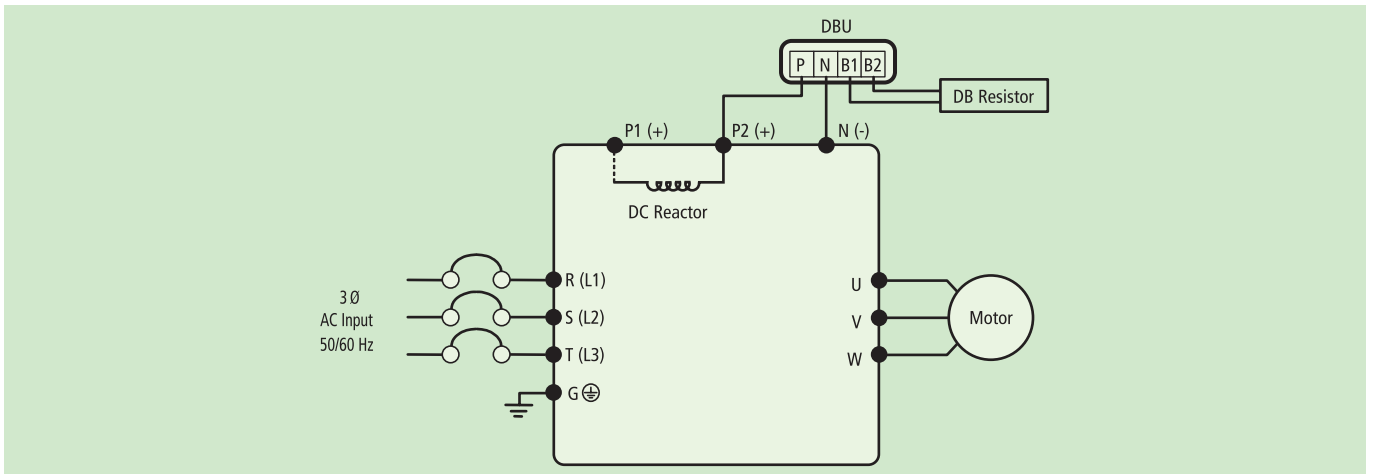 DBU
P N B1 B2
DB Resistor
P1 (+)
P2 (+)
N (-)
DC Reactor
R (L1)
S (L2)
T (L3)
G
3 Ø
AC Input
50/60 Hz
U
V
W
Motor